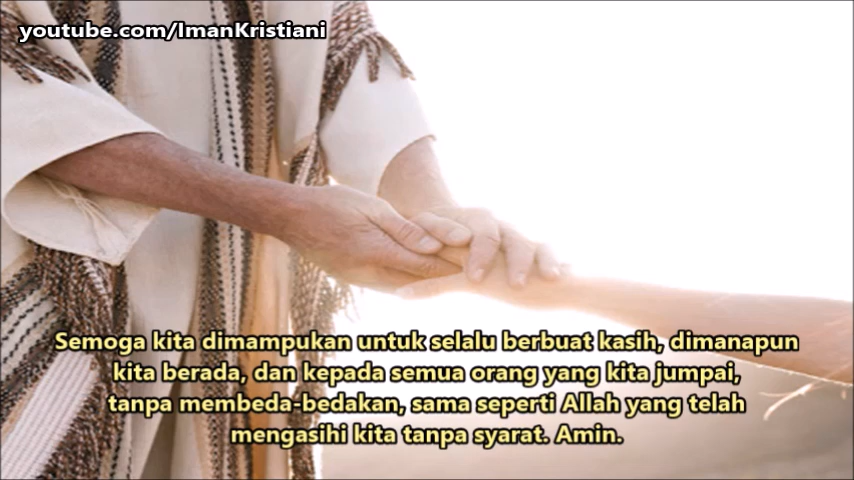 youtube.com/ImanKristiani
Semoga kita dimampukan untuk selalu berbuat kasih, dimanapun
kita berada, dan kepada semua orang yang kita jumpai,
tanpa membeda-bedakan, sama seperti Allah yang telah
mengasihi kita tanpa syarat. Amin.